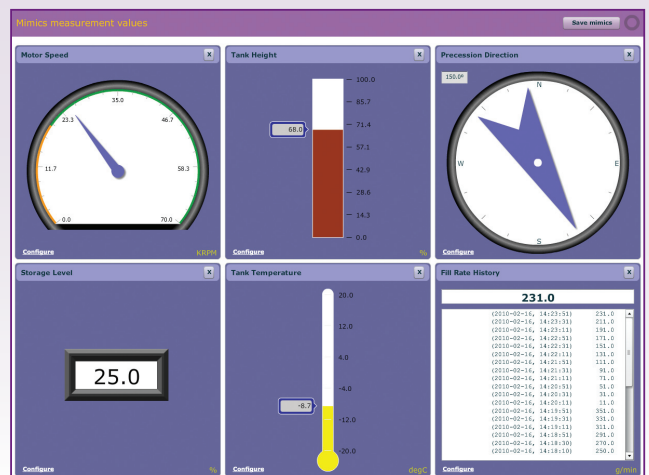 Mimics measurement values
Save mimics
Motor Speed
X
35.0
23.3
46.7
11.7
58.3
0.0
70.0
Configure
KRPM
Tank Height
X
100.0
85.7
71.4
68.0
57.1
42.9
28.6
14.3
0.0
Configure
%
Precession Direction
X
150.0º
N
W
E
S
Configure
Storage Level
X
25.0
Configure
%
Tank Temperature
X
20.0
12.0
4.0
-4.0
-8.7
-12.0
-20.0
Configure
degC
Fill Rate History
X
231.0
(2010-02-16, 14:23:51) 231.0
(2010-02-16, 14:23:31) 211.0
(2010-02-16, 14:23:11) 191.0
(2010-02-16, 14:22:51) 171.0
(2010-02-16, 14:22:31) 151.0
(2010-02-16, 14:22:11) 131.0
(2010-02-16, 14:21:51) 111.0
(2010-02-16, 14:21:31) 91.0
(2010-02-16, 14:21:11) 71.0
(2010-02-16, 14:20:51) 51.0
(2010-02-16, 14:20:31) 31.0
(2010-02-16, 14:20:11) 11.0
(2010-02-16, 14:19:51) 351.0
(2010-02-16, 14:19:31) 331.0
(2010-02-16, 14:19:11) 311.0
(2010-02-16, 14:18:51) 291.0
(2010-02-16, 14:18:30) 270.0
(2010-02-16, 14:18:10) 250.0
Configure
g/min